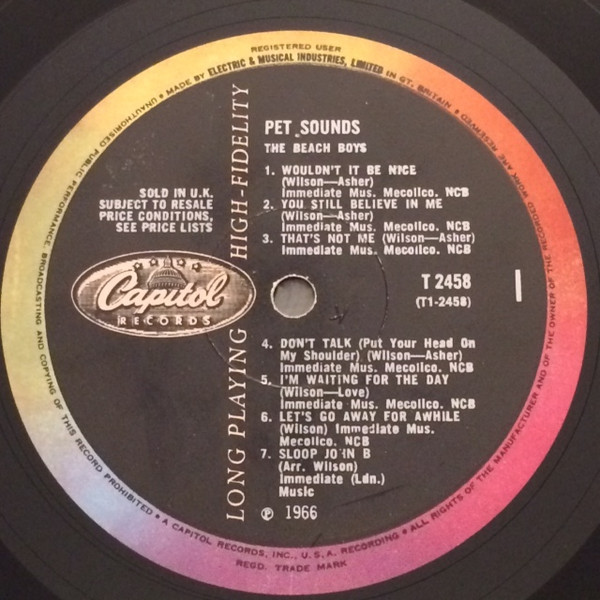 REGISTERED USER
• MADE BY ELECTRIC & MUSICAL INDUSTRIES, LIMITED IN GT. BRITAIN •
ALL RIGHTS OF THE MANUFACTURER AND OF THE OWNER OF THE RECORDED WORK ARE RESERVED
UNAUTHORISED PUBLIC PERFORMANCE, BROADCASTING AND COPYING OF THIS RECORD PROHIBITED
• A CAPITOL RECORDS, INC., U.S.A. RECORDING •
REGD. TRADE MARK
LONG PLAYING HIGH-FIDELITY
PET SOUNDS
THE BEACH BOYS
1. WOULDN'T IT BE NICE
(Wilson—Asher)
Immediate Mus. Mecolico. NCB
2. YOU STILL BELIEVE IN ME
(Wilson—Asher)
Immediate Mus. Mecolico. NCB
3. THAT'S NOT ME (Wilson—Asher)
Immediate Mus. Mecolico. NCB
SOLD IN U.K.
SUBJECT TO RESALE
PRICE CONDITIONS,
SEE PRICE LISTS
Capitol
RECORDS
T 2458
(T1-2458)
1
4. DON'T TALK (Put Your Head On
My Shoulder) (Wilson—Asher)
Immediate Mus. Mecolico. NCB
5. I'M WAITING FOR THE DAY
(Wilson—Love)
Immediate Mus. Mecolico. NCB
6. LET'S GO AWAY FOR AWHILE
(Wilson) Immediate Mus.
Mecolico. NCB
7. SLOOP JOHN B
(Arr. Wilson)
Immediate (Ldn.)
Music
℗ 1966